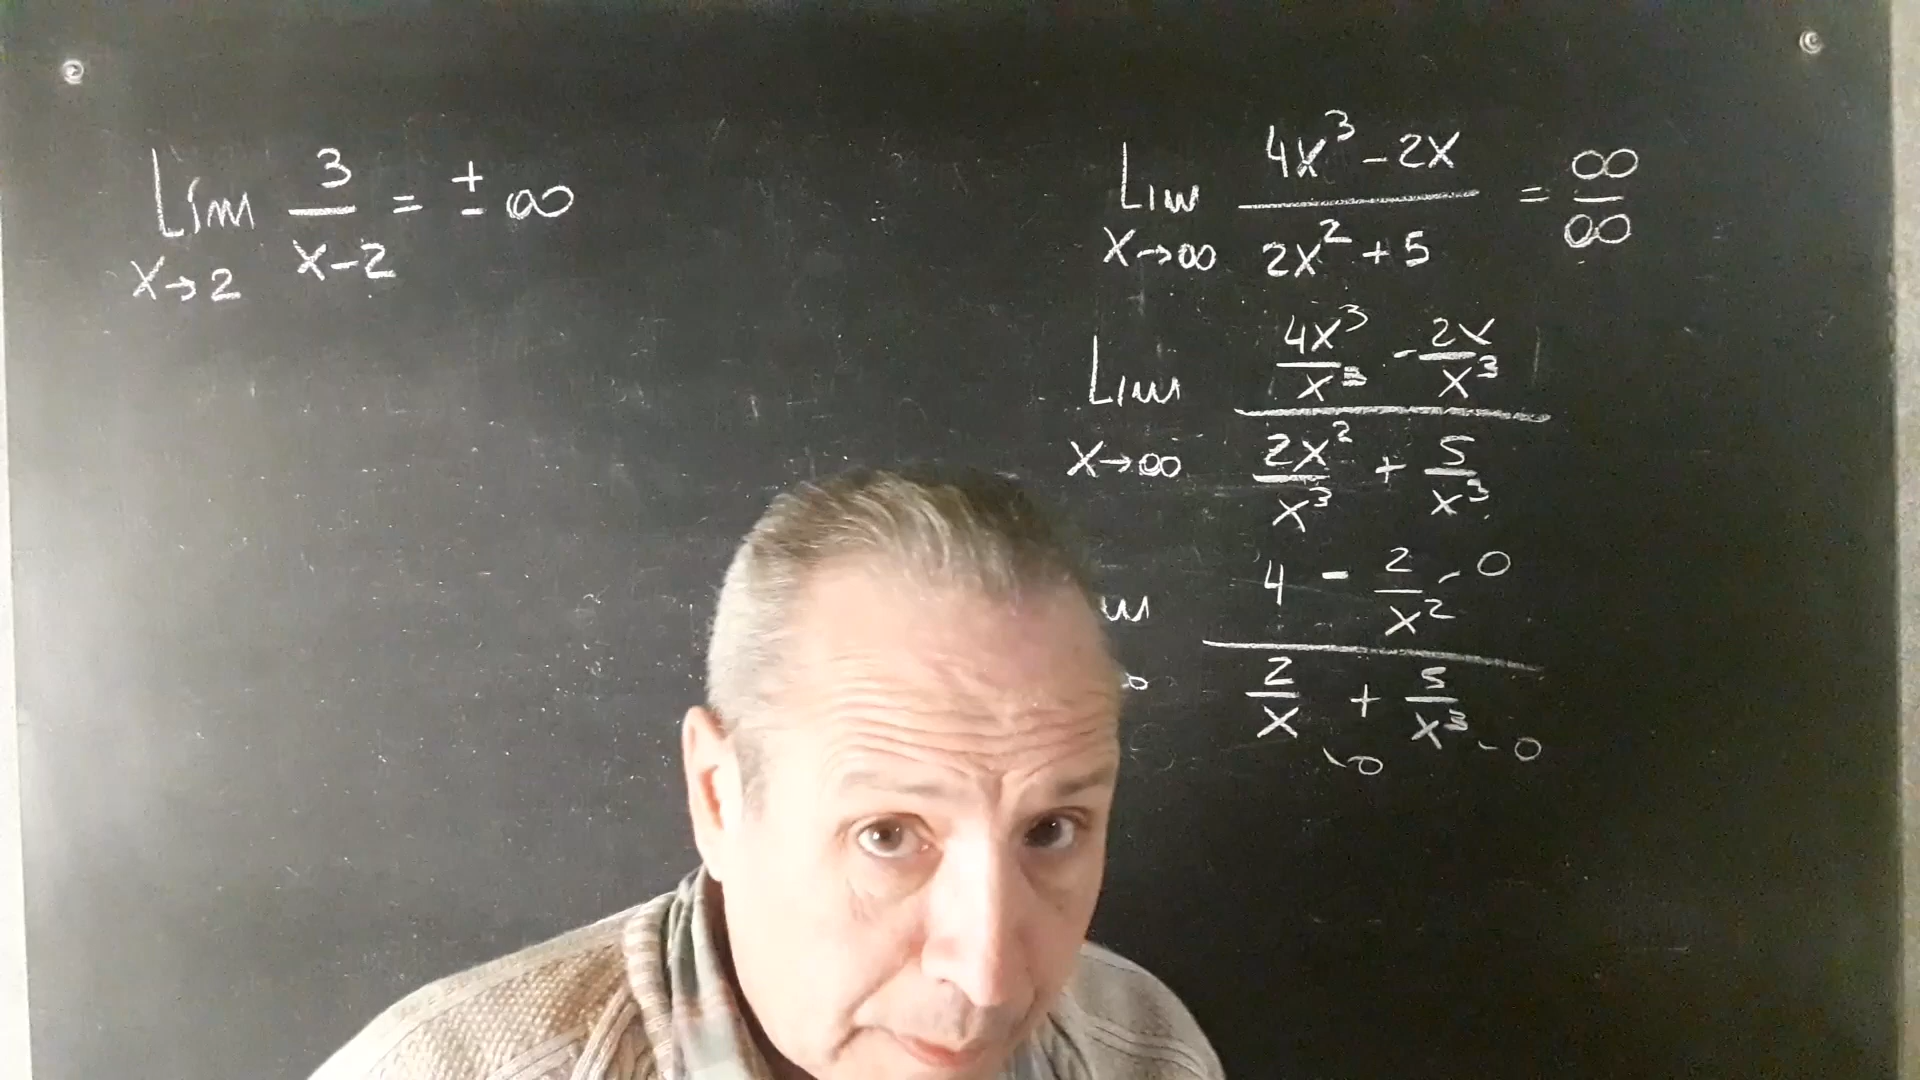 Lim 3/x-2 = ± ∞
x→2
Lim 4x³ - 2x / 2x² + 5 = ∞/∞
x→∞
Lim 4x³/x³ - 2x/x³ / 2x²/x³ + 5/x³
x→∞
4 - 2/x² - 0
2/x + 5/x³ - 0
-0